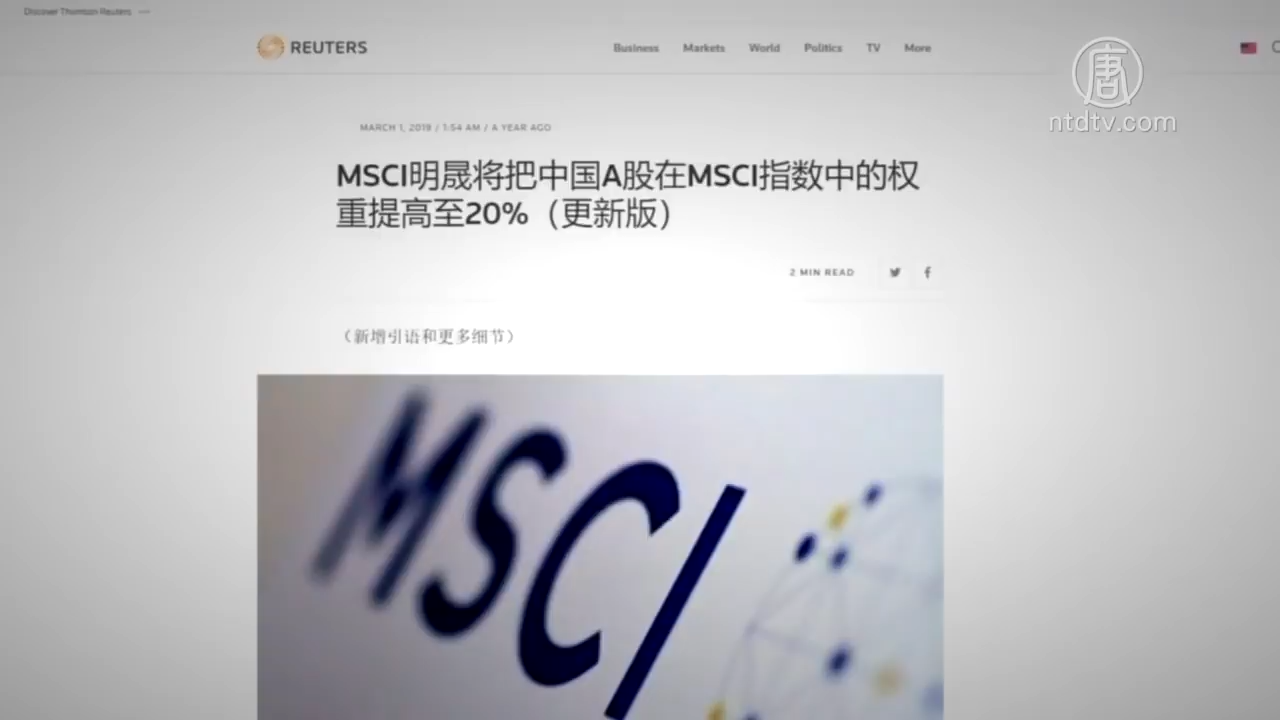 Discover Thomson Reuters
REUTERS
Business Markets World Politics TV More
唐
ntdtv.com
MARCH 1, 2019 / 1:54 AM / A YEAR AGO
MSCI明晟将把中国A股在MSCI指数中的权
重提高至20%（更新版）
2 MIN READ
（新增引语和更多细节）
MSCI